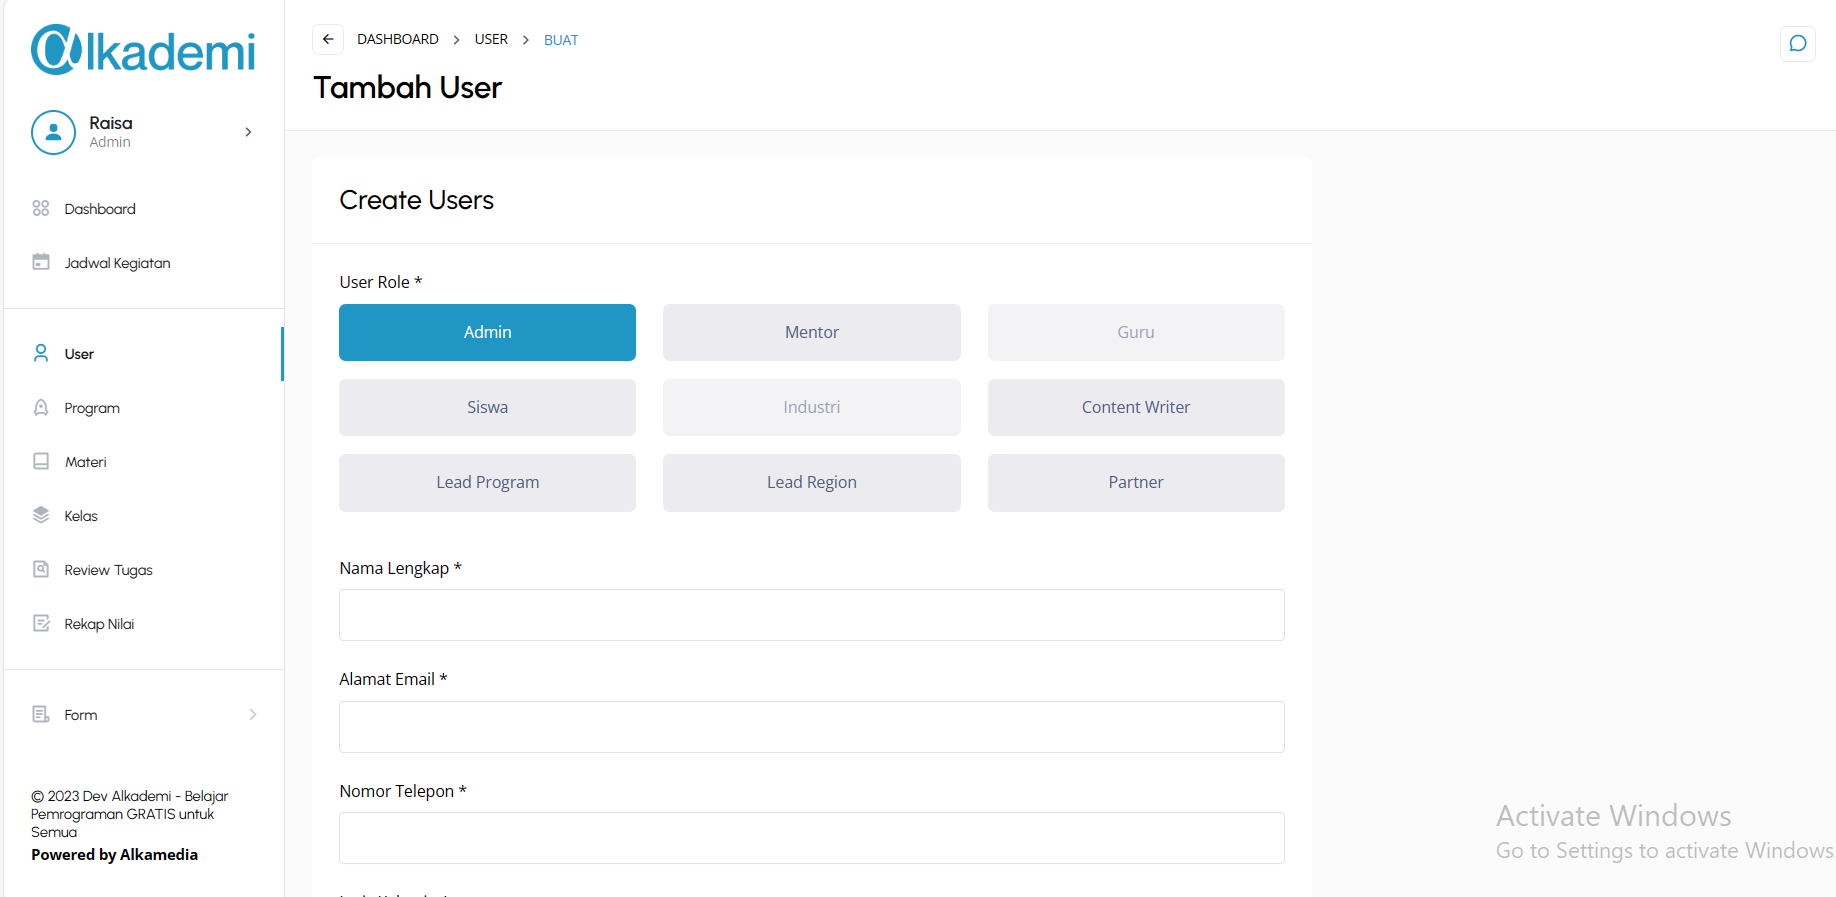 @lkademi
Raisa
Admin
Dashboard
Jadwal Kegiatan
User
Program
Materi
Kelas
Review Tugas
Rekap Nilai
Form
© 2023 Dev Alkademi - Belajar
Pemrograman GRATIS untuk
Semua
Powered by Alkamedia
DASHBOARD > USER > BUAT
Tambah User
Create Users
User Role *
Admin Mentor Guru
Siswa Industri Content Writer
Lead Program Lead Region Partner
Nama Lengkap *
Alamat Email *
Nomor Telepon *
Activate Windows
Go to Settings to activate Windows.